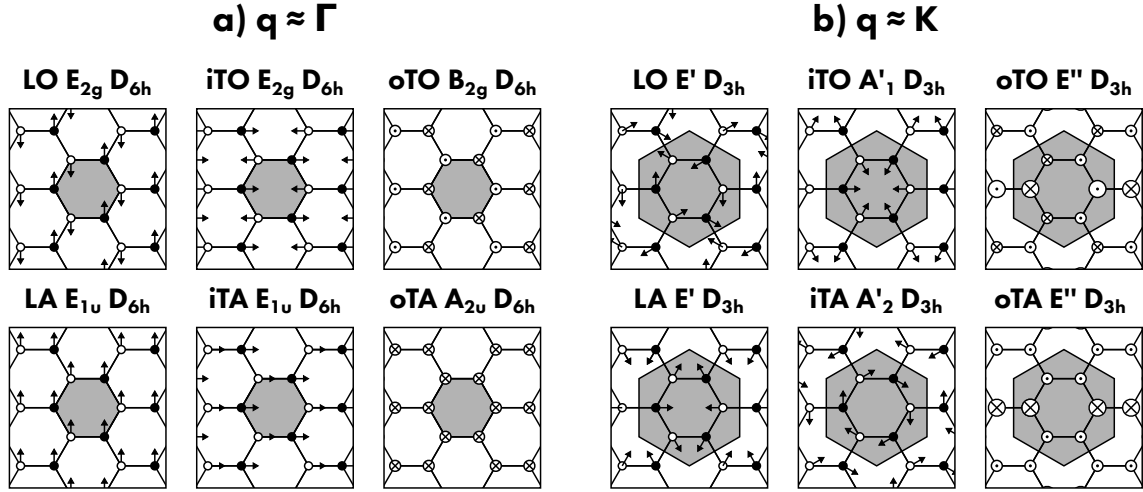 a) q ≈ Γ
b) q ≈ K
LO E2g D6h
iTO E2g D6h
oTO B2g D6h
LO E' D3h
iTO A'1 D3h
oTO E'' D3h
LA E1u D6h
iTA E1u D6h
oTA A2u D6h
LA E' D3h
iTA A'2 D3h
oTA E'' D3h